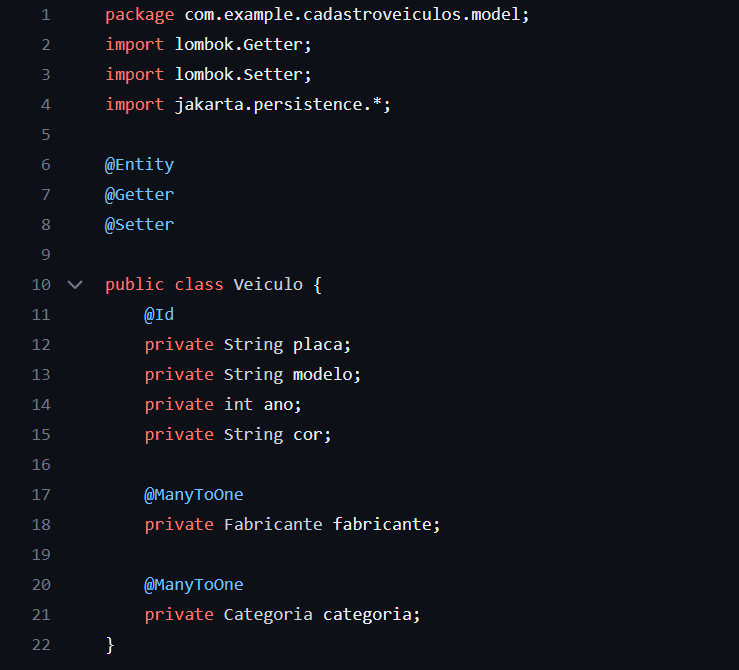 1 package com.example.cadastroveiculos.model;
2 import lombok.Getter;
3 import lombok.Setter;
4 import jakarta.persistence.*;
5
6 @Entity
7 @Getter
8 @Setter
9
10 public class Veiculo {
11     @Id
12     private String placa;
13     private String modelo;
14     private int ano;
15     private String cor;
16
17     @ManyToOne
18     private Fabricante fabricante;
19
20     @ManyToOne
21     private Categoria categoria;
22 }